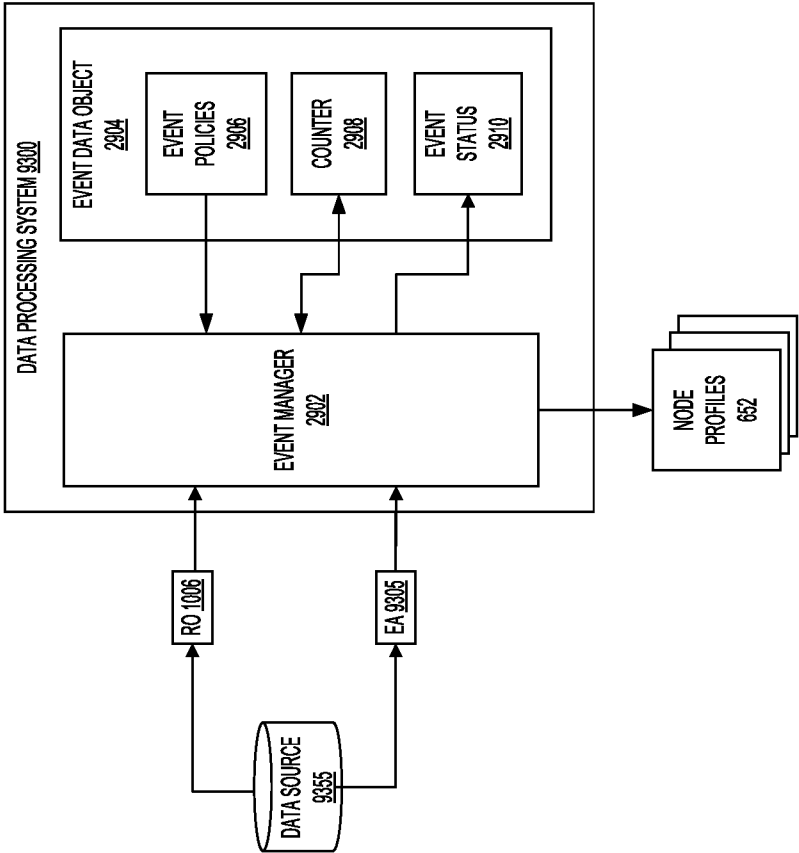 DATA PROCESSING SYSTEM 9300
EVENT DATA OBJECT
2904
EVENT
POLICIES
2906
COUNTER
2908
EVENT
STATUS
2910
EVENT MANAGER
2902
NODE
PROFILES
652
RO 1006
EA 9305
DATA SOURCE
9355